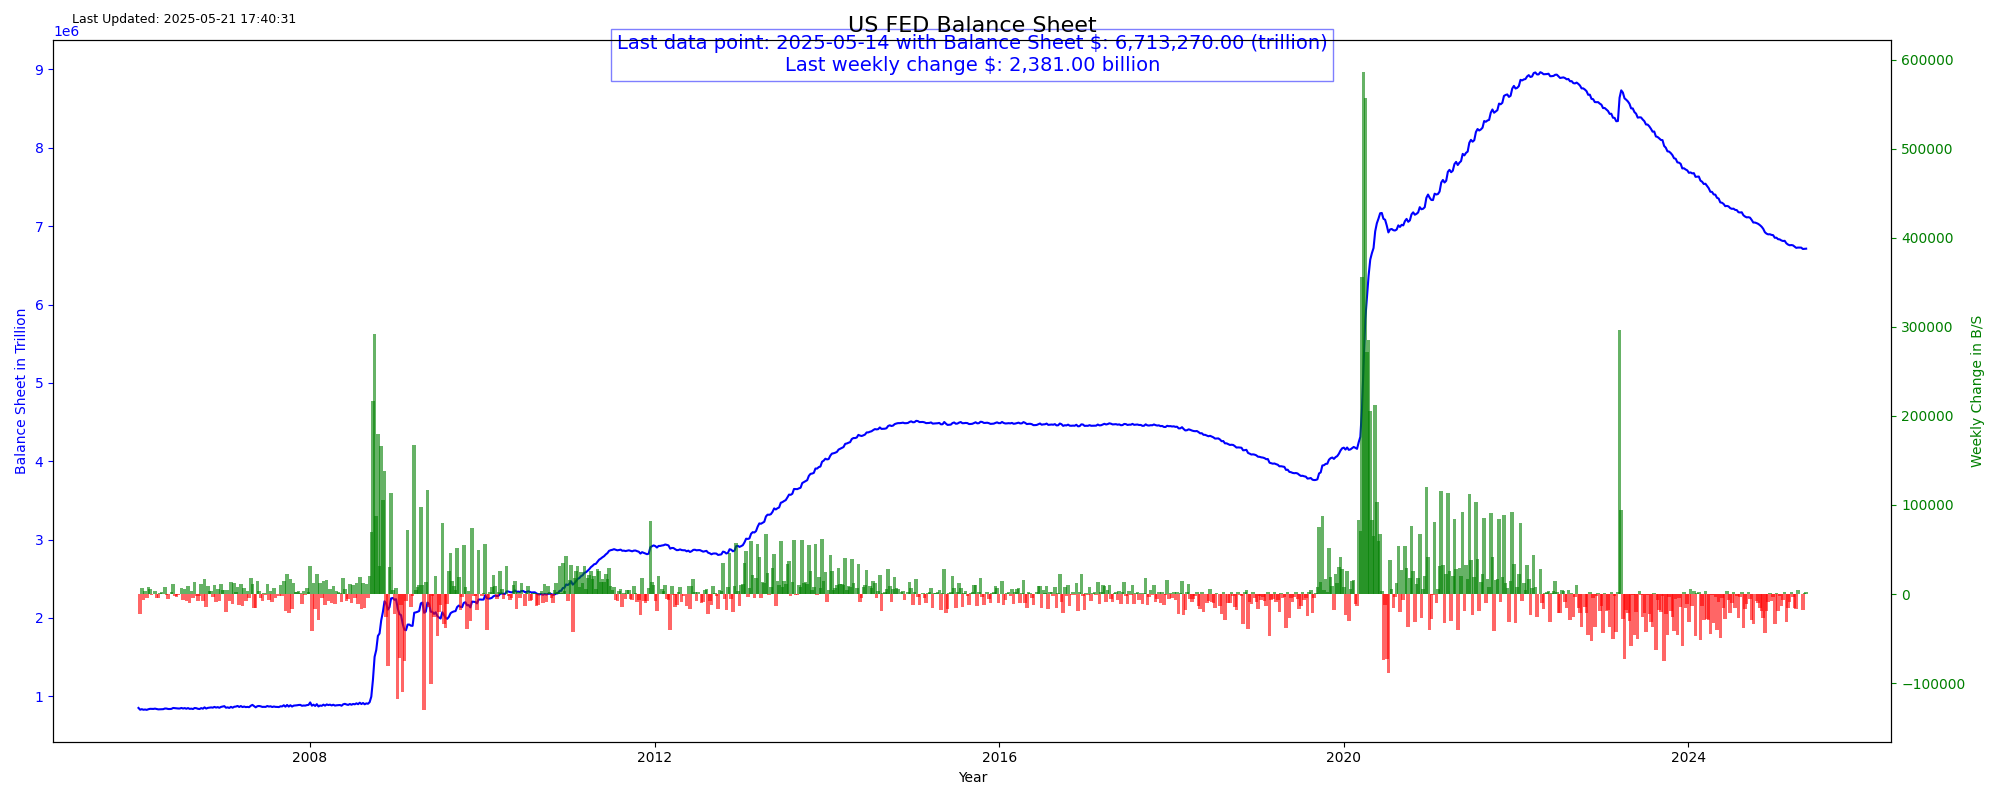 Last Updated: 2025-05-21 17:40:31
US FED Balance Sheet
1e6
Last data point: 2025-05-14 with Balance Sheet $: 6,713,270.00 (trillion)
Last weekly change $: 2,381.00 billion
9
8
7
6
5
4
3
2
1
Balance Sheet in Trillion
600000
500000
400000
300000
200000
100000
0
−100000
Weekly Change in B/S
2008
2012
2016
2020
2024
Year